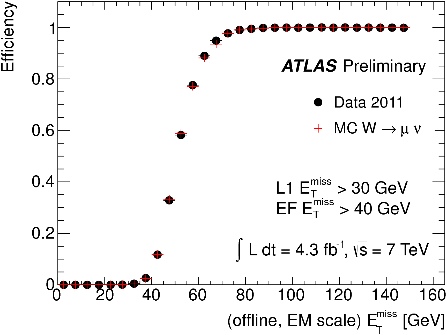 Efficiency
1
0.8
0.6
0.4
0.2
0
ATLAS Preliminary
Data 2011
MC W → μ ν
L1 E_T^miss > 30 GeV
EF E_T^miss > 40 GeV
∫ L dt = 4.3 fb⁻¹, √s = 7 TeV
0 20 40 60 80 100 120 140 160
(offline, EM scale) E_T^miss [GeV]